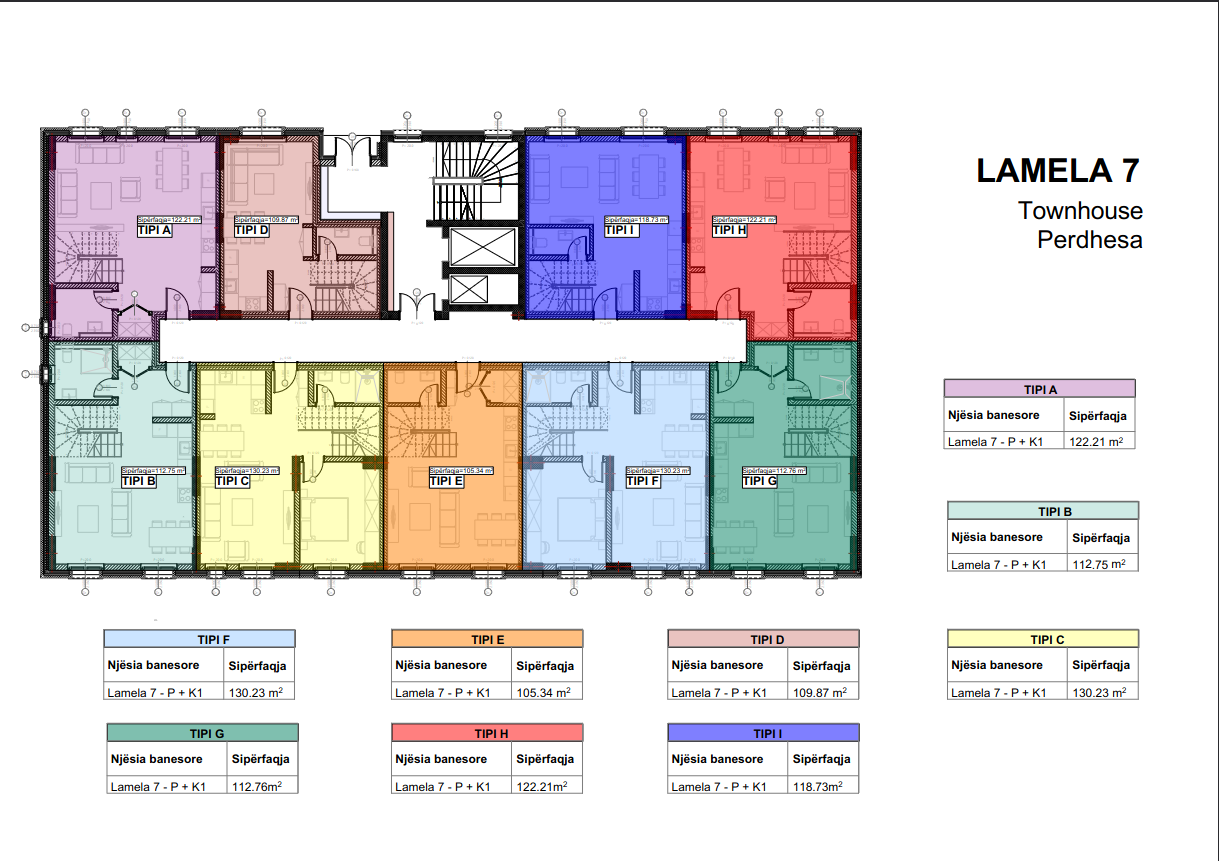 LAMELA 7
Townhouse
Perdhesa
Sipërfaqja=122.21 m²
TIPI A
Sipërfaqja=109.87 m²
TIPI D
Sipërfaqja=118.73 m²
TIPI I
Sipërfaqja=122.21 m²
TIPI H
Sipërfaqja=112.75 m²
TIPI B
Sipërfaqja=130.23 m²
TIPI C
Sipërfaqja=105.34 m²
TIPI E
Sipërfaqja=130.23 m²
TIPI F
Sipërfaqja=112.76 m²
TIPI G
TIPI A
Njësia banesore Sipërfaqja
Lamela 7 - P + K1 122.21 m²
TIPI B
Njësia banesore Sipërfaqja
Lamela 7 - P + K1 112.75 m²
TIPI F
Njësia banesore Sipërfaqja
Lamela 7 - P + K1 130.23 m²
TIPI E
Njësia banesore Sipërfaqja
Lamela 7 - P + K1 105.34 m²
TIPI D
Njësia banesore Sipërfaqja
Lamela 7 - P + K1 109.87 m²
TIPI C
Njësia banesore Sipërfaqja
Lamela 7 - P + K1 130.23 m²
TIPI G
Njësia banesore Sipërfaqja
Lamela 7 - P + K1 112.76m²
TIPI H
Njësia banesore Sipërfaqja
Lamela 7 - P + K1 122.21m²
TIPI I
Njësia banesore Sipërfaqja
Lamela 7 - P + K1 118.73m²